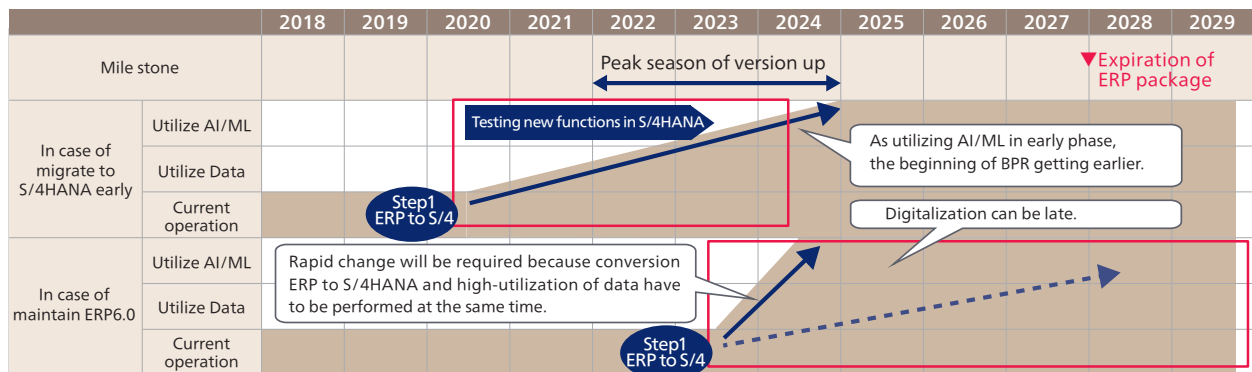 2018 2019 2020 2021 2022 2023 2024 2025 2026 2027 2028 2029
Mile stone
Peak season of version up
▼Expiration of
ERP package
In case of
migrate to
S/4HANA early
Utilize AI/ML
Utilize Data
Current
operation
Testing new functions in S/4HANA
Step1
ERP to S/4
As utilizing AI/ML in early phase,
the beginning of BPR getting earlier.
Digitalization can be late.
In case of
maintain ERP6.0
Utilize AI/ML
Utilize Data
Current
operation
Rapid change will be required because conversion
ERP to S/4HANA and high-utilization of data have
to be performed at the same time.
Step1
ERP to S/4